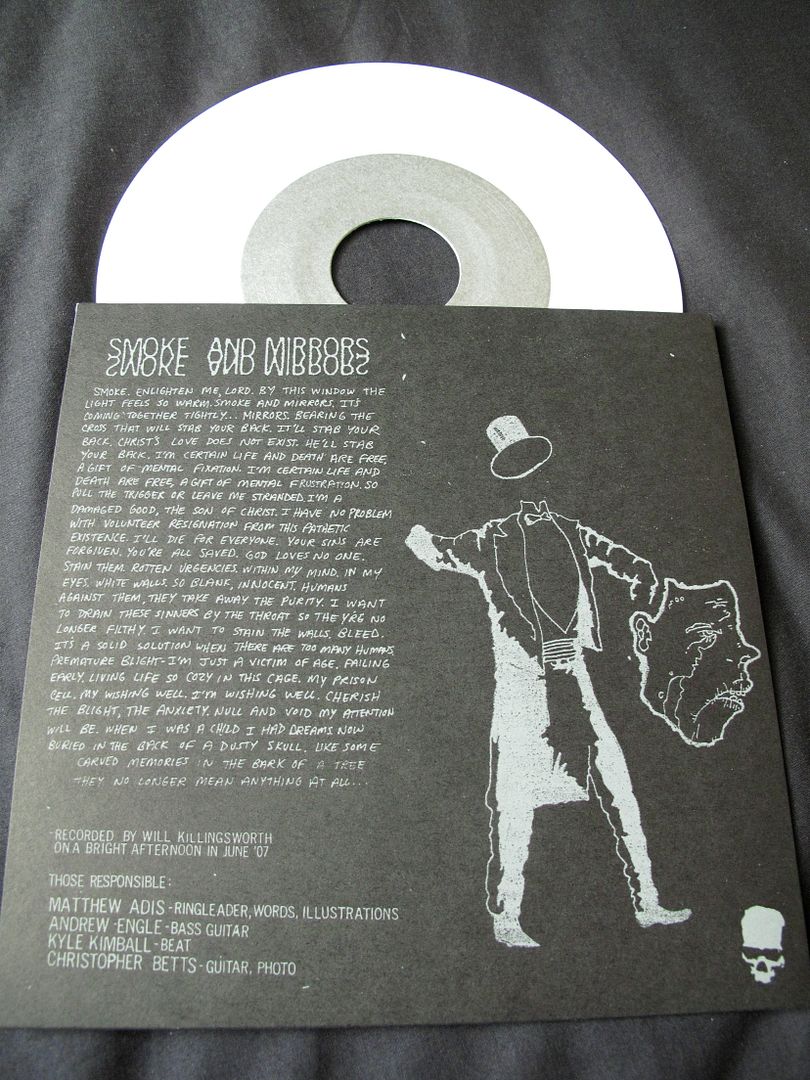 SMOKE AND MIRRORS
SMOKE. ENLIGHTEN ME, LORD. BY THIS WINDOW THE
LIGHT FEELS SO WARM. SMOKE AND MIRRORS. IT'S
COMING TOGETHER TIGHTLY... MIRRORS. BEARING THE
CROSS THAT WILL STAB YOUR BACK. IT'LL STAB YOUR
BACK. CHRIST'S LOVE DOES NOT EXIST. HE'LL STAB
YOUR BACK. I'M CERTAIN LIFE AND DEATH ARE FREE,
A GIFT OF MENTAL FIXATION. I'M CERTAIN LIFE AND
DEATH ARE FREE, A GIFT OF MENTAL FRUSTRATION. SO
PULL THE TRIGGER OR LEAVE ME STRANDED. I'M A
DAMAGED GOOD, THE SON OF CHRIST. I HAVE NO PROBLEM
WITH VOLUNTEER RESIGNATION FROM THIS PATHETIC
EXISTENCE. I'LL DIE FOR EVERYONE. YOUR SINS ARE
FORGIVEN. YOU'RE ALL SAVED. GOD LOVES NO ONE.
STAIN THEM. ROTTEN URGENCIES. WITHIN MY MIND. IN MY
EYES. WHITE WALLS. SO BLANK, INNOCENT. HUMANS
AGAINST THEM, THEY TAKE AWAY THE PURITY. I WANT
TO DRAIN THESE SINNERS BY THE THROAT SO THEYRE NO
LONGER FILTHY. I WANT TO STAIN THE WALLS. BLEED.
IT'S A SOLID SOLUTION WHEN THERE ARE TOO MANY HUMANS.
PREMATURE BLIGHT-I'M JUST A VICTIM OF AGE. FAILING
EARLY. LIVING LIFE SO COZY IN THIS CAGE. MY PRISON
CELL. MY WISHING WELL. I'M WISHING WELL. CHERISH
THE BLIGHT, THE ANXIETY. NULL AND VOID MY ATTENTION
WILL BE. WHEN I WAS A CHILD I HAD DREAMS NOW
BURIED IN THE BACK OF A DUSTY SKULL. LIKE SOME
CARVED MEMORIES IN THE BARK OF A TREE
THEY NO LONGER MEAN ANYTHING AT ALL...
RECORDED BY WILL KILLINGSWORTH
ON A BRIGHT AFTERNOON IN JUNE '07
THOSE RESPONSIBLE:
MATTHEW ADIS - RINGLEADER, WORDS, ILLUSTRATIONS
ANDREW ENGLE - BASS GUITAR
KYLE KIMBALL - BEAT
CHRISTOPHER BETTS - GUITAR, PHOTO